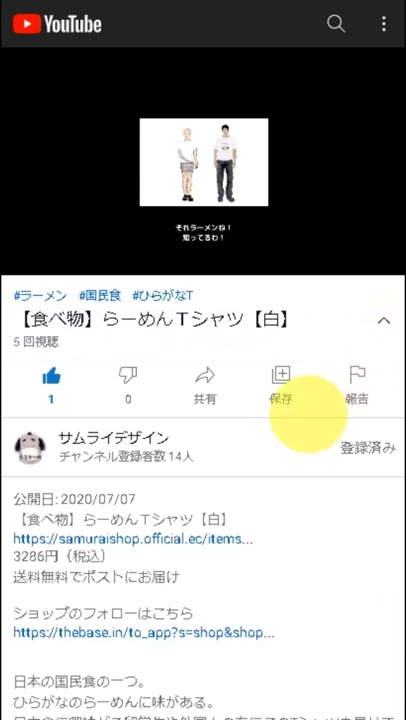 YouTube
それラーメンね！
知ってるわ！
#ラーメン #国民食 #ひらがなT
【食べ物】らーめんＴシャツ【白】
5 回視聴
1
0
共有
保存
報告
サムライデザイン
チャンネル登録者数 14人
登録済み
公開日: 2020/07/07
【食べ物】らーめんＴシャツ【白】
https://samuraishop.official.ec/items...
3286円（税込）
送料無料でポストにお届け
ショップのフォローはこちら
https://thebase.in/to_app?s=shop&shop...
日本の国民食の一つ。
ひらがなのらーめんに味がある。